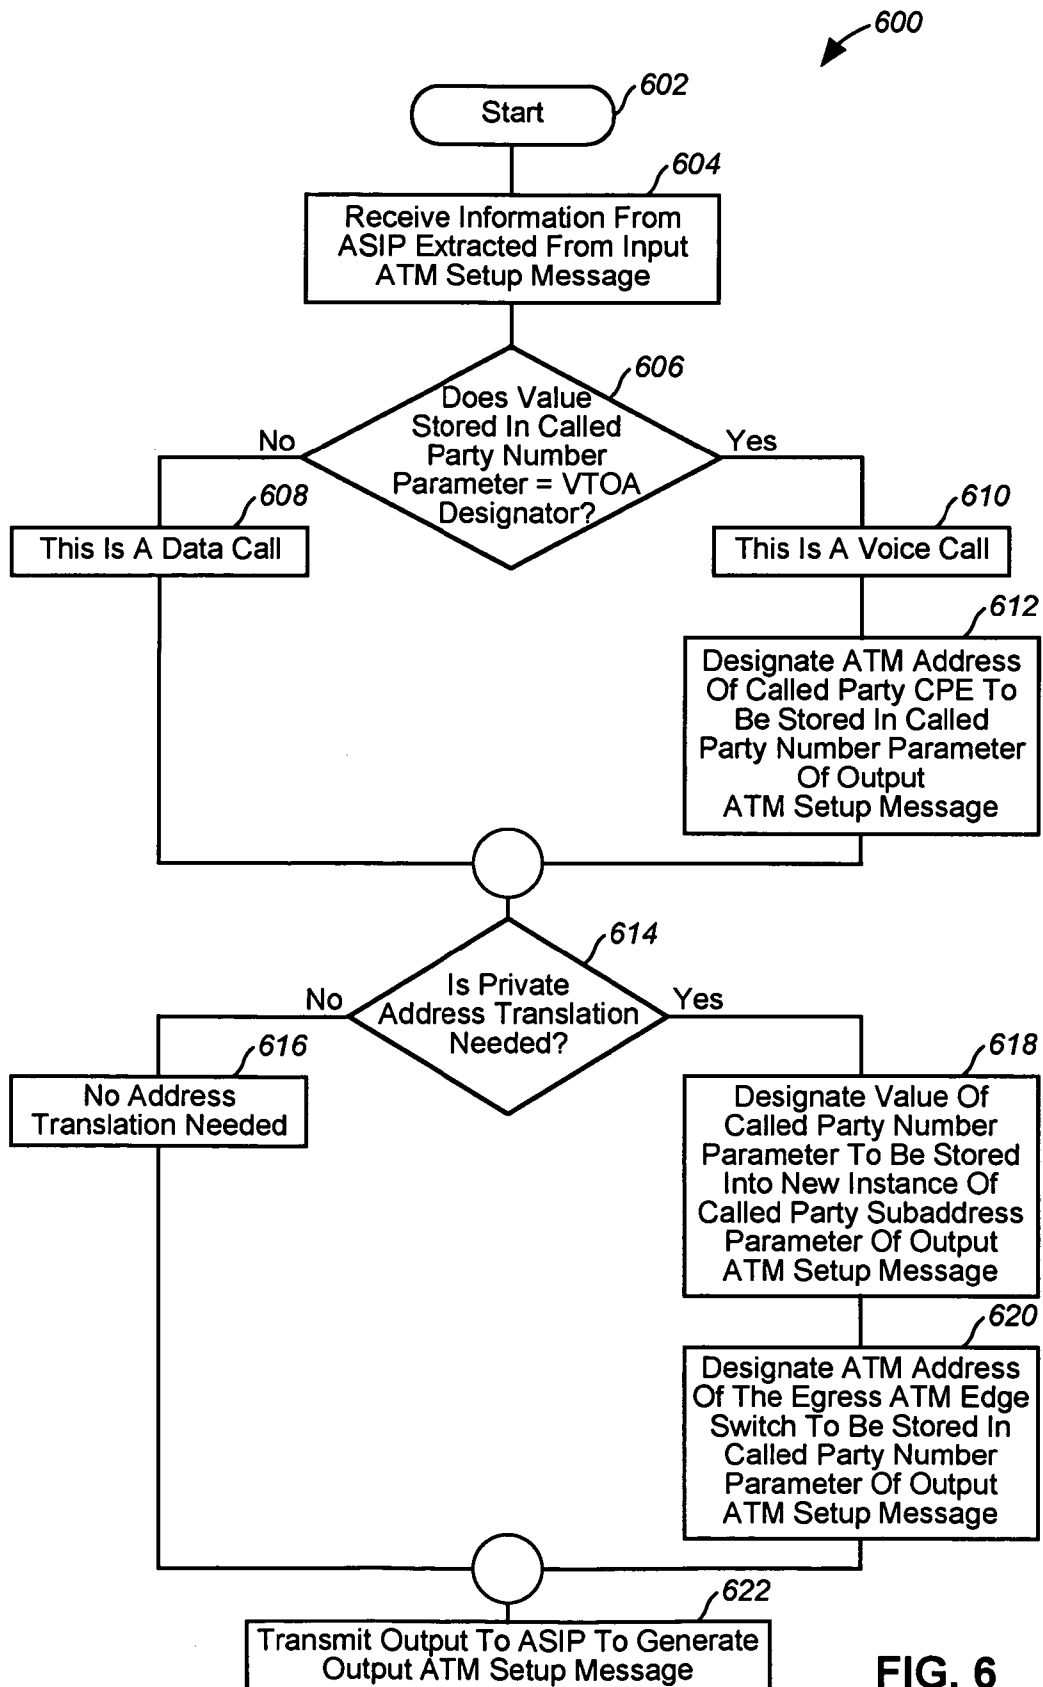 600
602
Start
604
Receive Information From
ASIP Extracted From Input
ATM Setup Message
606
Does Value
Stored In Called
Party Number
Parameter = VTOA
Designator?
No
Yes
608
This Is A Data Call
610
This Is A Voice Call
612
Designate ATM Address
Of Called Party CPE To
Be Stored In Called
Party Number Parameter
Of Output
ATM Setup Message
614
Is Private
Address Translation
Needed?
No
Yes
616
No Address
Translation Needed
618
Designate Value Of
Called Party Number
Parameter To Be Stored
Into New Instance Of
Called Party Subaddress
Parameter Of Output
ATM Setup Message
620
Designate ATM Address
Of The Egress ATM Edge
Switch To Be Stored In
Called Party Number
Parameter Of Output
ATM Setup Message
622
Transmit Output To ASIP To Generate
Output ATM Setup Message
FIG. 6